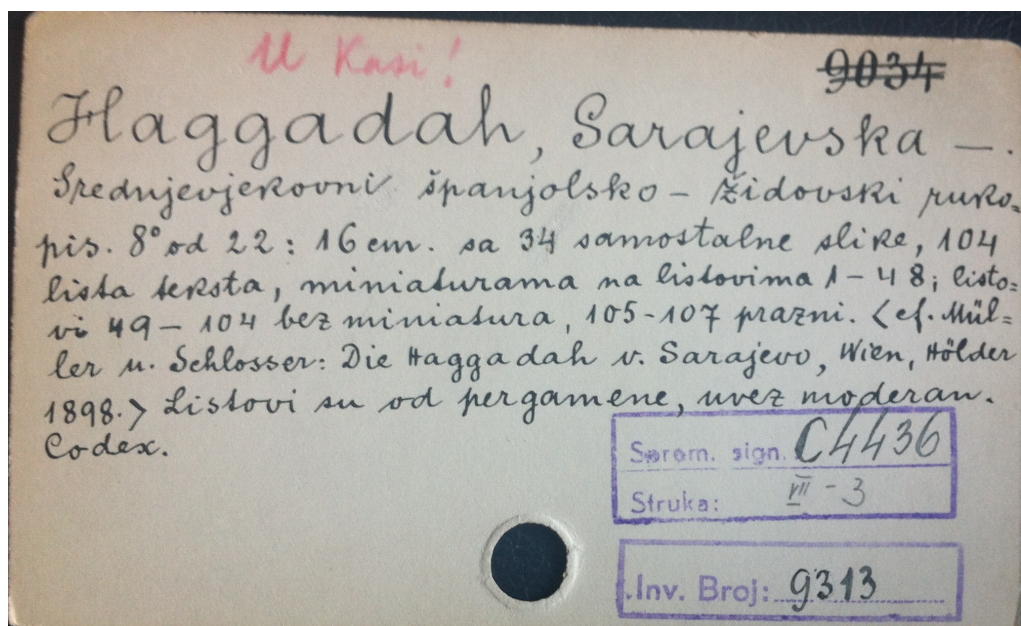 U Kasi!
9034
Haggadah, Sarajevska —.
Srednjevjekovni španjolsko - židovski ruko=
pis. 8° od 22 : 16 cm. sa 34 samostalne slike, 104
lista teksta, miniaturama na listovima 1 - 48; listo=
vi 49 - 104 bez miniatura, 105 - 107 prazni. <cf. Mül=
ler u. Schlosser: Die Haggadah v. Sarajevo, Wien, Hölder
1898.> Listovi su od pergamene, uvez moderan.
Codex.
Sprem. sign. C4436
Struka: VII - 3
Inv. Broj: 9313